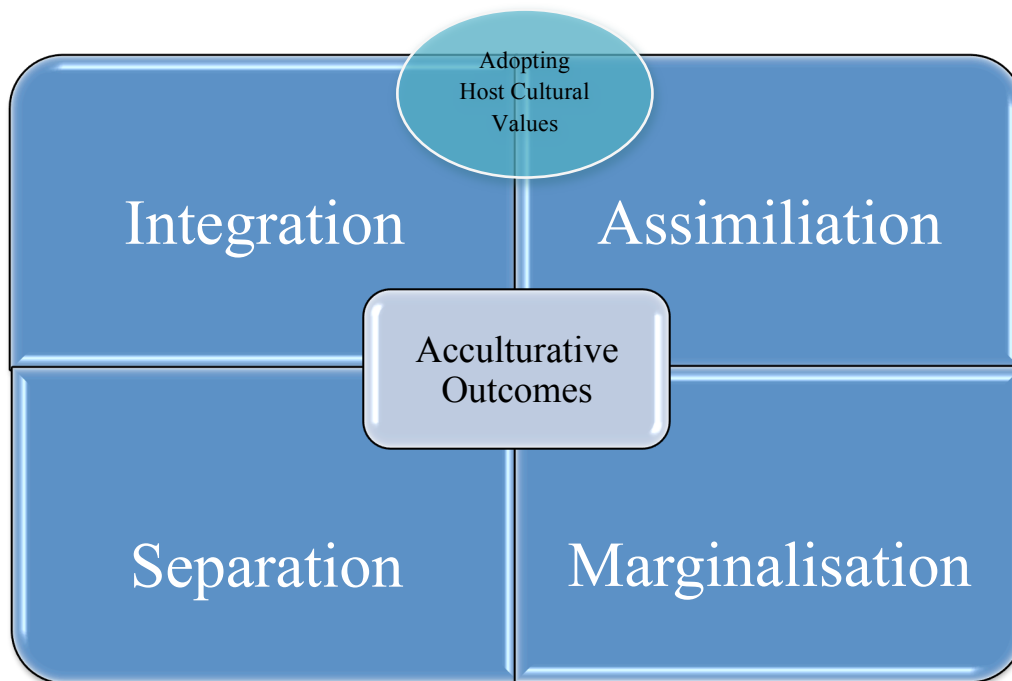 Adopting
Host Cultural
Values
Integration
Assimiliation
Acculturative
Outcomes
Separation
Marginalisation